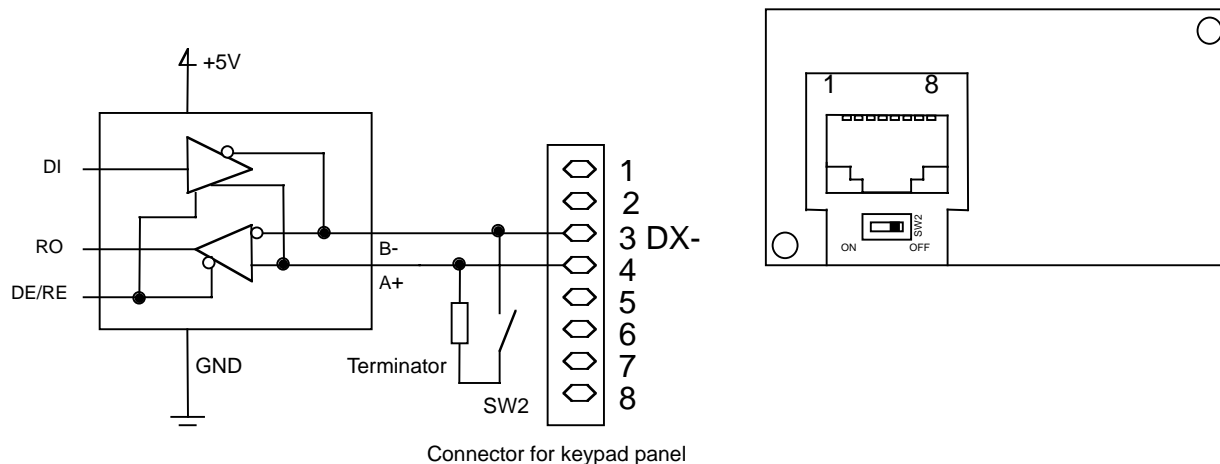 +5V
DI
RO
DE/RE
B-
A+
GND
Terminator
SW2
1
2
3 DX-
4
5
6
7
8
Connector for keypad panel
1 8
SW2
ON OFF